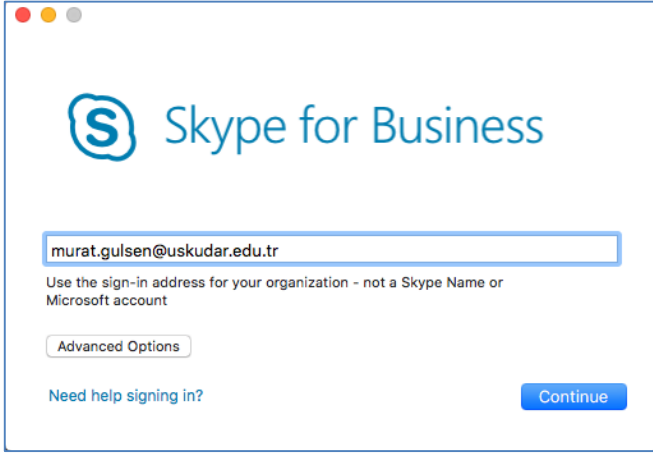 Skype for Business
murat.gulsen@uskudar.edu.tr
Use the sign-in address for your organization - not a Skype Name or
Microsoft account
Advanced Options
Need help signing in?
Continue